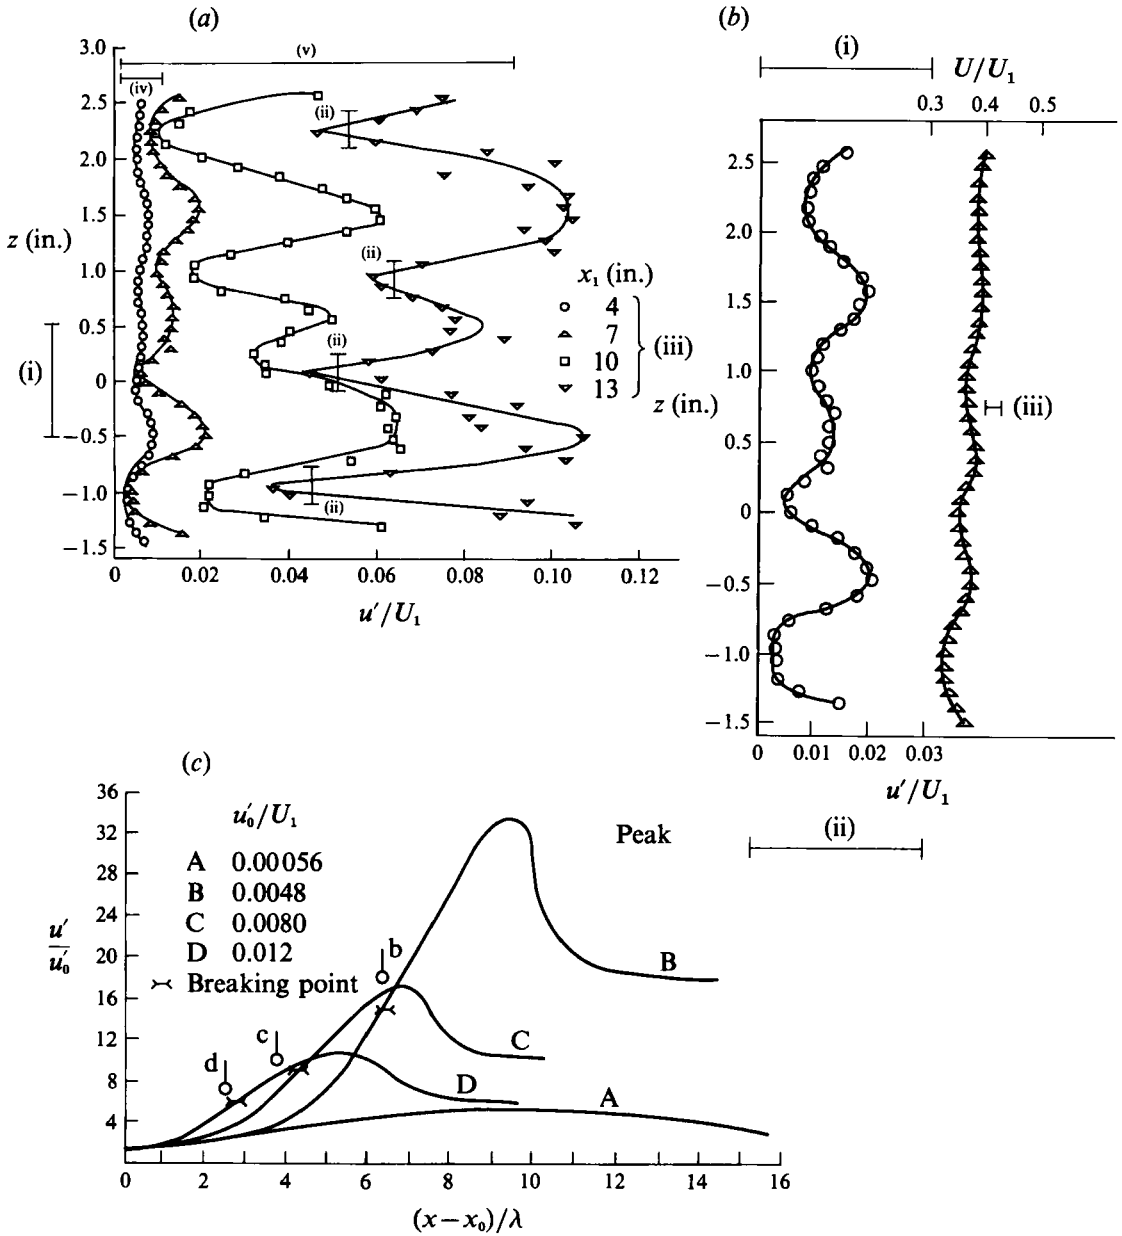 (a)
(v)
(iv)
3.0
2.5
2.0
1.5
1.0
0.5
0
−0.5
−1.0
−1.5
z (in.)
(i)
(ii)
(ii)
(ii)
(ii)
x₁ (in.)
4
7
10
13
(iii)
0 0.02 0.04 0.06 0.08 0.10 0.12
u′/U₁
(b)
(i)
U/U₁
0.3 0.4 0.5
2.5
2.0
1.5
1.0
0.5
0
−0.5
−1.0
−1.5
z (in.)
(iii)
0 0.01 0.02 0.03
u′/U₁
(ii)
(c)
36
32
28
24
20
16
12
8
4
u′/u′₀
u′₀/U₁
A 0.00056
B 0.0048
C 0.0080
D 0.012
Breaking point
Peak
b
c
d
B
C
D
A
0 2 4 6 8 10 12 14 16
(x−x₀)/λ